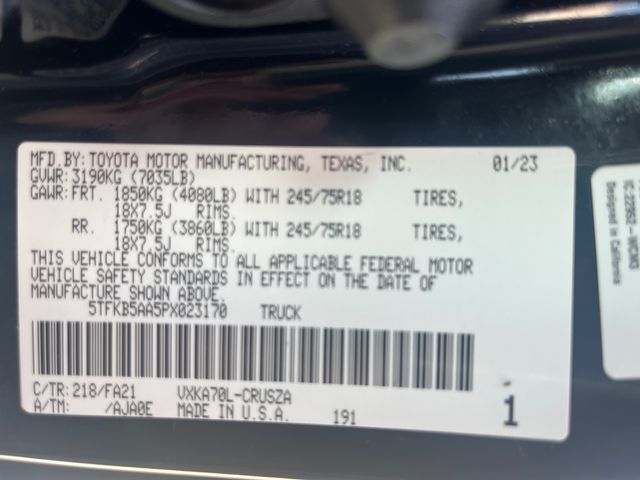 MFD.BY: TOYOTA MOTOR MANUFACTURING, TEXAS, INC. 01/23
GVWR: 3190KG (7035LB)
GAWR: FRT. 1850KG (4080LB) WITH 245/75R18 TIRES,
18X7.5J RIMS.
RR. 1750KG (3860LB) WITH 245/75R18 TIRES,
18X7.5J RIMS.
THIS VEHICLE CONFORMS TO ALL APPLICABLE FEDERAL MOTOR
VEHICLE SAFETY STANDARDS IN EFFECT ON THE DATE OF
MANUFACTURE SHOWN ABOVE.
5TFKB5AA5PX023170 TRUCK
C/TR: 218/FA21 VXKA70L-CRUSZA
A/TM: /AJA0E MADE IN U.S.A. 191
1
Designed in California